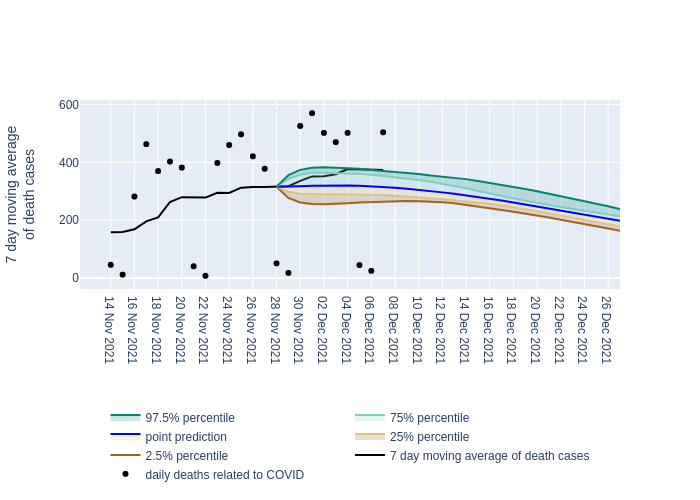 7 day moving average
of death cases
600
400
200
0
14 Nov 2021
16 Nov 2021
18 Nov 2021
20 Nov 2021
22 Nov 2021
24 Nov 2021
26 Nov 2021
28 Nov 2021
30 Nov 2021
02 Dec 2021
04 Dec 2021
06 Dec 2021
08 Dec 2021
10 Dec 2021
12 Dec 2021
14 Dec 2021
16 Dec 2021
18 Dec 2021
20 Dec 2021
22 Dec 2021
24 Dec 2021
26 Dec 2021
97.5% percentile
75% percentile
point prediction
25% percentile
2.5% percentile
7 day moving average of death cases
daily deaths related to COVID